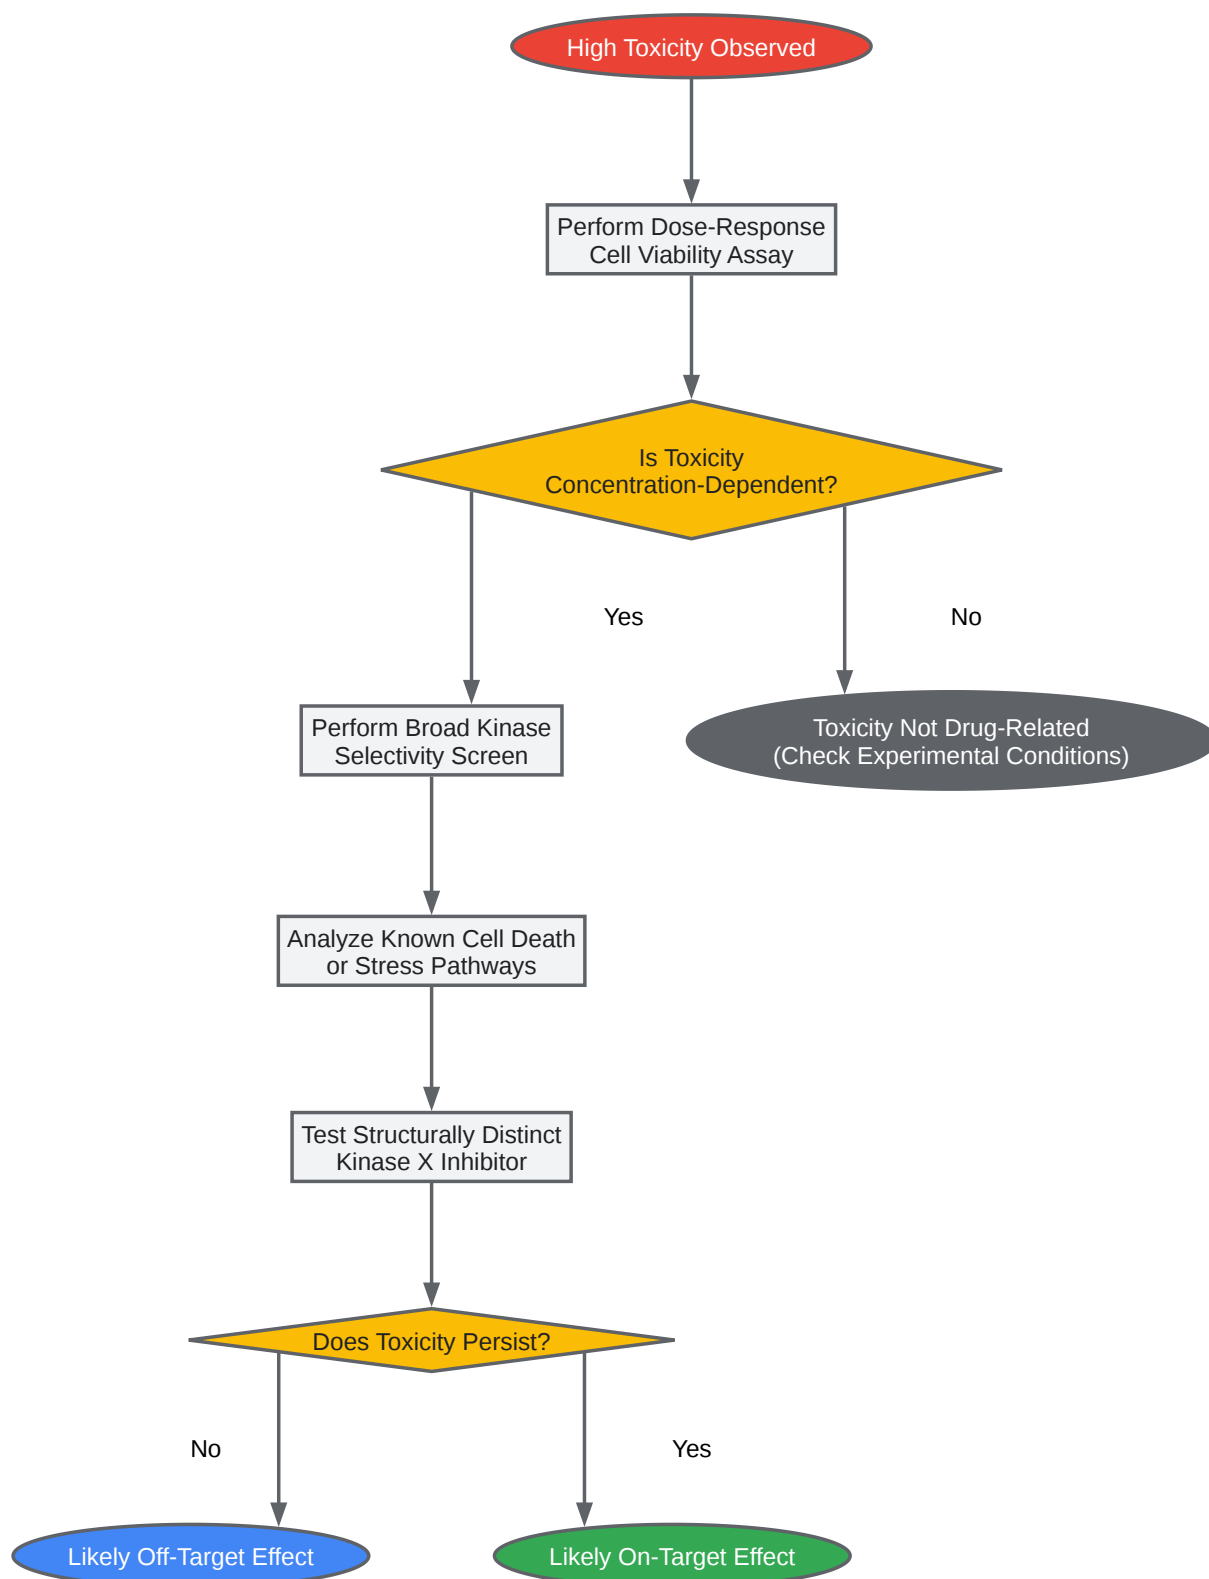 High Toxicity Observed
Perform Dose-Response
Cell Viability Assay
Is Toxicity
Concentration-Dependent?
Yes
No
Perform Broad Kinase
Selectivity Screen
Toxicity Not Drug-Related
(Check Experimental Conditions)
Analyze Known Cell Death
or Stress Pathways
Test Structurally Distinct
Kinase X Inhibitor
Does Toxicity Persist?
No
Yes
Likely Off-Target Effect
Likely On-Target Effect